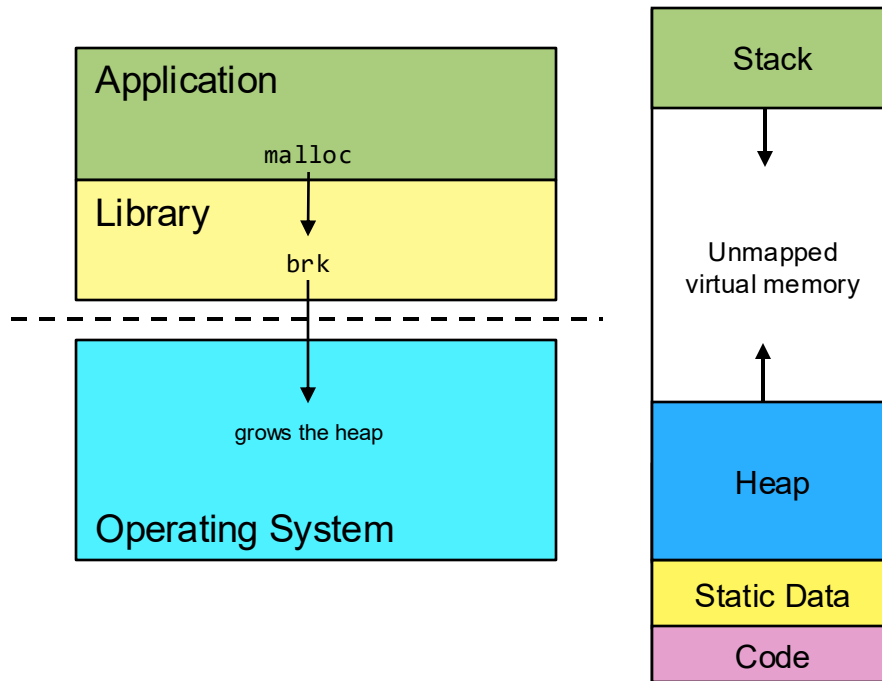 Application
malloc
Library
brk
grows the heap
Operating System
Stack
Unmapped
virtual memory
Heap
Static Data
Code